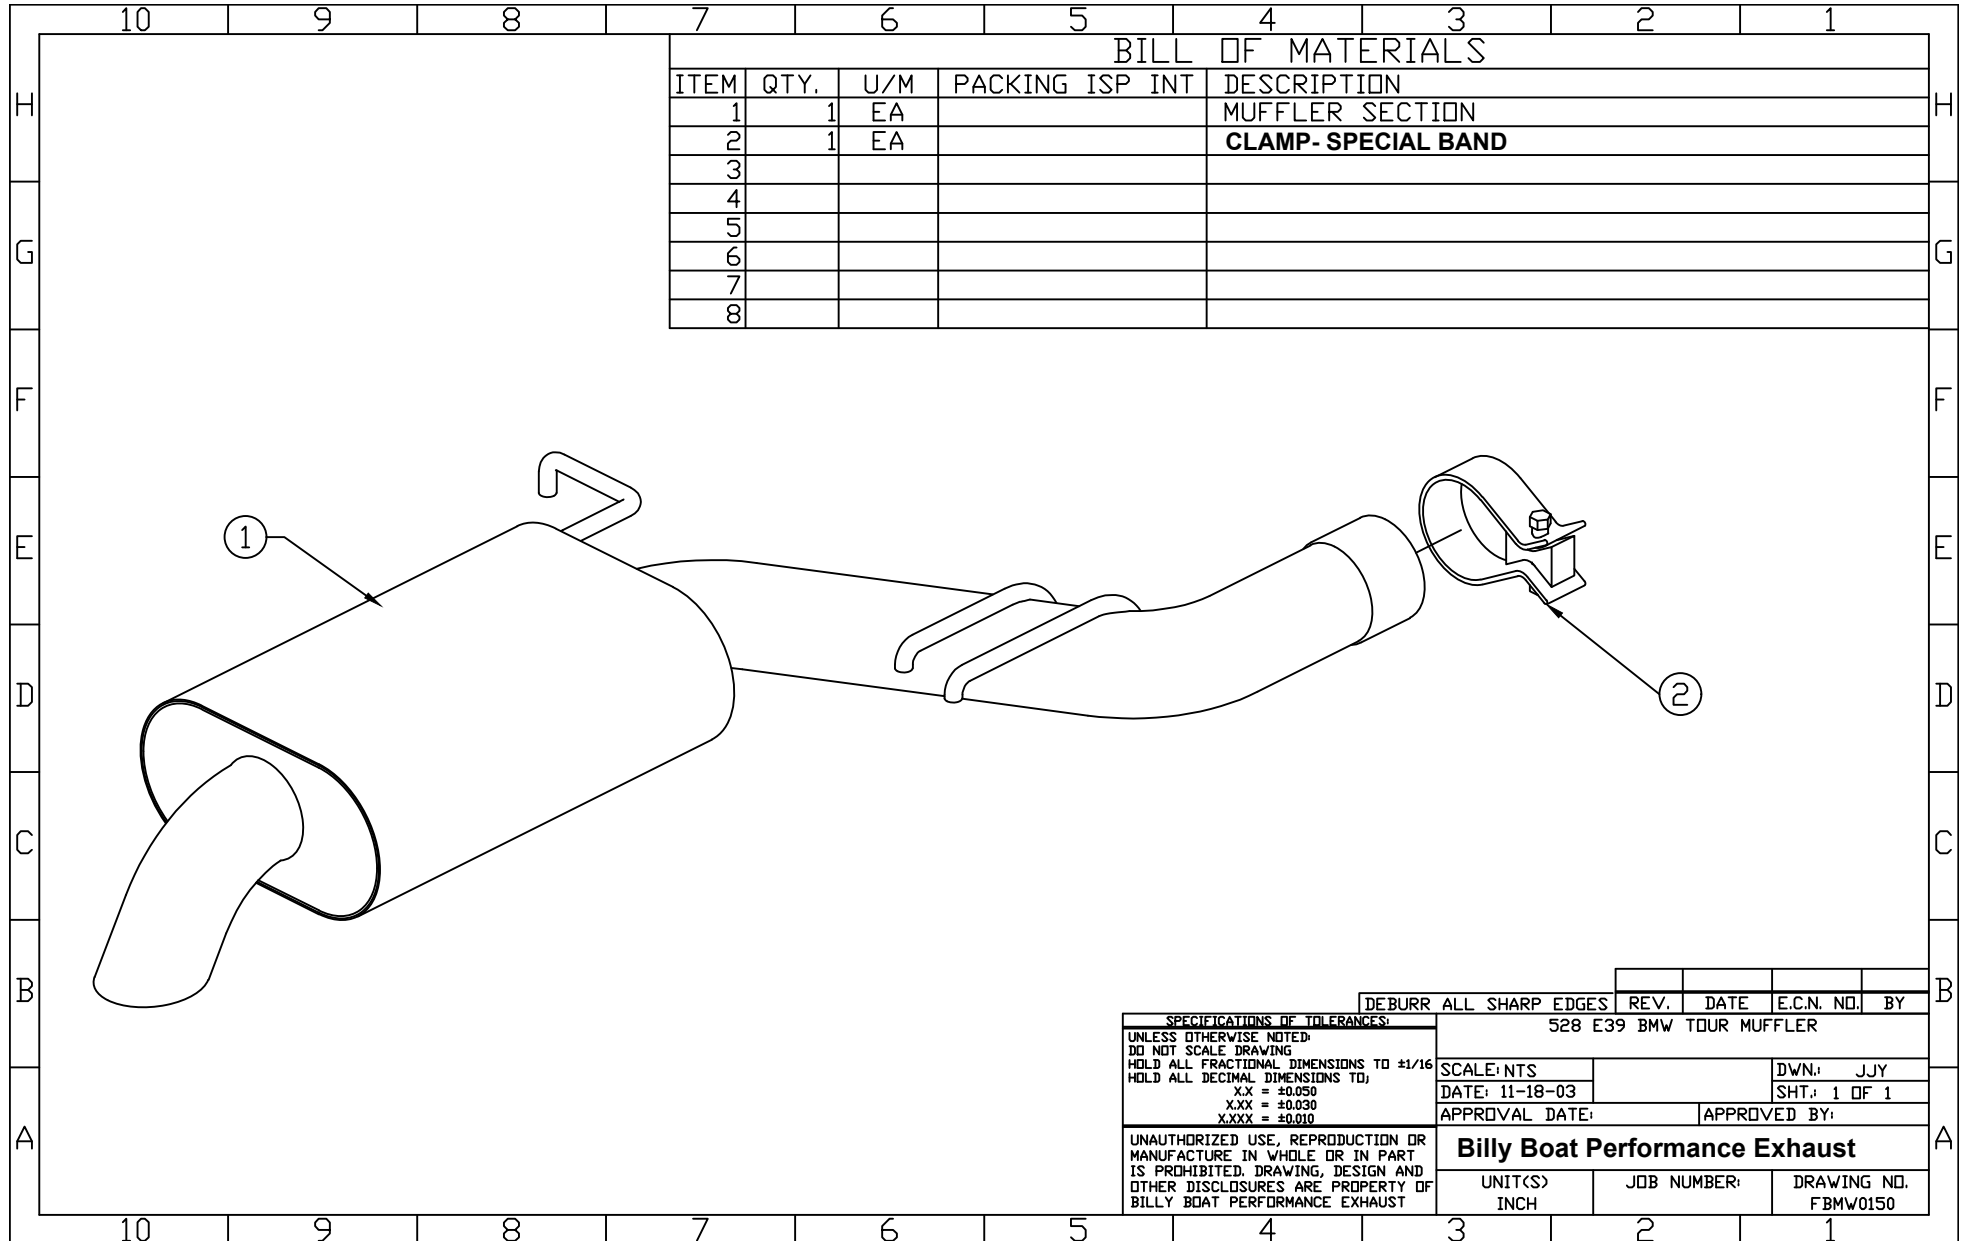 10 9 8 7 6 5 4 3 2 1
BILL OF MATERIALS
ITEM QTY. U/M PACKING ISP INT DESCRIPTION
1 1 EA MUFFLER SECTION
2 1 EA CLAMP- SPECIAL BAND
3
4
5
6
7
8
H H
G G
F F
E E
D D
C C
B B
A A
1
2
DEBURR ALL SHARP EDGES REV. DATE E.C.N. NO. BY
SPECIFICATIONS OF TOLERANCES:
UNLESS OTHERWISE NOTED:
DO NOT SCALE DRAWING
HOLD ALL FRACTIONAL DIMENSIONS TO ±1/16
HOLD ALL DECIMAL DIMENSIONS TO;
X.X = ±0.050
X.XX = ±0.030
X.XXX = ±0.010
UNAUTHORIZED USE, REPRODUCTION OR
MANUFACTURE IN WHOLE OR IN PART
IS PROHIBITED. DRAWING, DESIGN AND
OTHER DISCLOSURES ARE PROPERTY OF
BILLY BOAT PERFORMANCE EXHAUST
528 E39 BMW TOUR MUFFLER
SCALE: NTS DWN.: JJY
DATE: 11-18-03 SHT.: 1 OF 1
APPROVAL DATE: APPROVED BY:
Billy Boat Performance Exhaust
UNIT(S) JOB NUMBER: DRAWING NO.
INCH FBMW0150
10 9 8 7 6 5 4 3 2 1